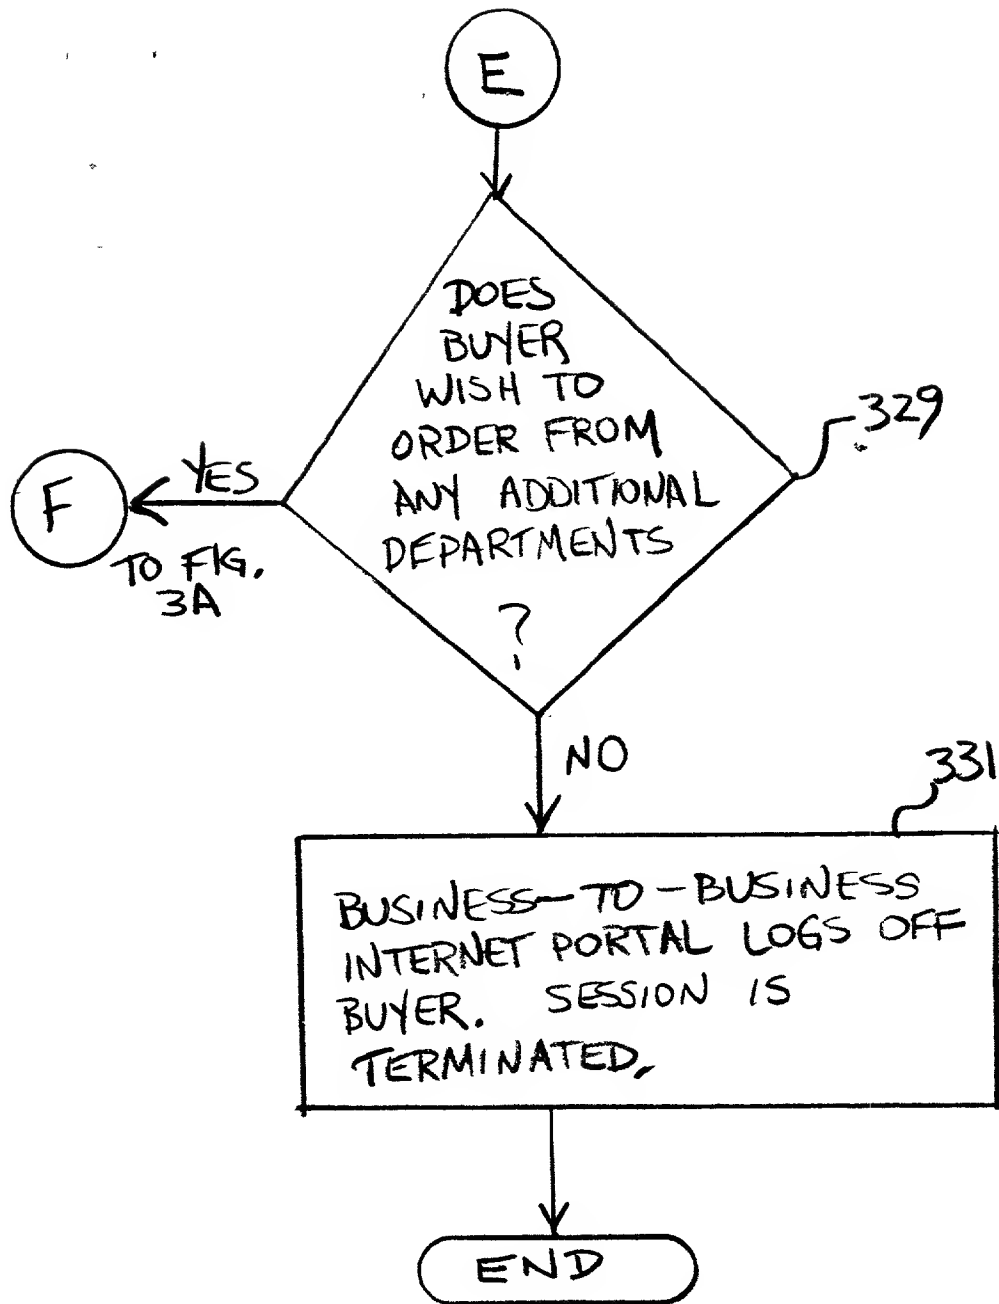 E
DOES
BUYER
WISH TO
ORDER FROM
ANY ADDITIONAL
DEPARTMENTS
?
329
YES
F
TO FIG.
3A
NO
331
BUSINESS-TO-BUSINESS
INTERNET PORTAL LOGS OFF
BUYER. SESSION IS
TERMINATED.
END